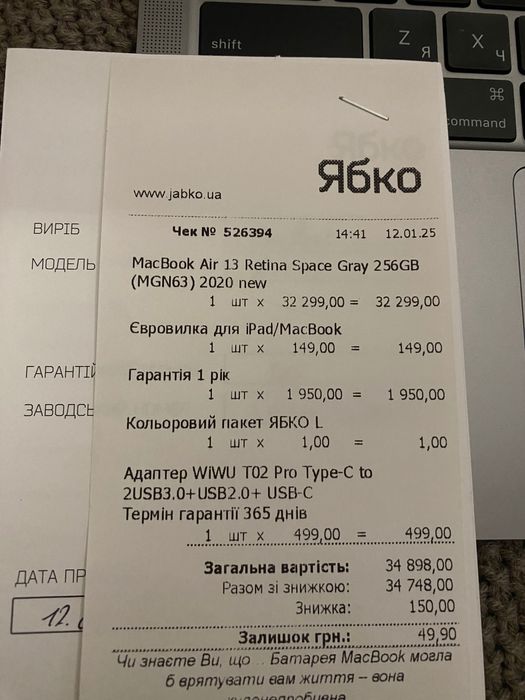 shift
Z
Я
X
Ч
⌘
command
Ябко
www.jabko.ua
Чек № 526394 14:41 12.01.25
MacBook Air 13 Retina Space Gray 256GB
(MGN63) 2020 new
1 шт х 32 299,00 = 32 299,00
Євровилка для iPad/MacBook
1 шт х 149,00 = 149,00
Гарантія 1 рік
1 шт х 1 950,00 = 1 950,00
Кольоровий пакет ЯБКО L
1 шт х 1,00 = 1,00
Адаптер WiWU T02 Pro Type-C to
2USB3.0+USB2.0+ USB-C
Термін гарантії 365 днів
1 шт х 499,00 = 499,00
Загальна вартість: 34 898,00
Разом зі знижкою: 34 748,00
Знижка: 150,00
Залишок грн.: 49,90
Чи знаєте Ви, що .. Батарея MacBook могла
б врятувати вам життя – вона
ВИРІБ
МОДЕЛЬ
ГАРАНТІЙ
ЗАВОДСЬ
ДАТА ПР
12.